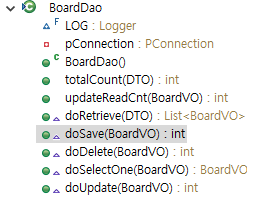 BoardDao
LOG : Logger
pConnection : PConnection
BoardDao()
totalCount(DTO) : int
updateReadCnt(BoardVO) : int
doRetrieve(DTO) : List<BoardVO>
doSave(BoardVO) : int
doDelete(BoardVO) : int
doSelectOne(BoardVO) : BoardVO
doUpdate(BoardVO) : int